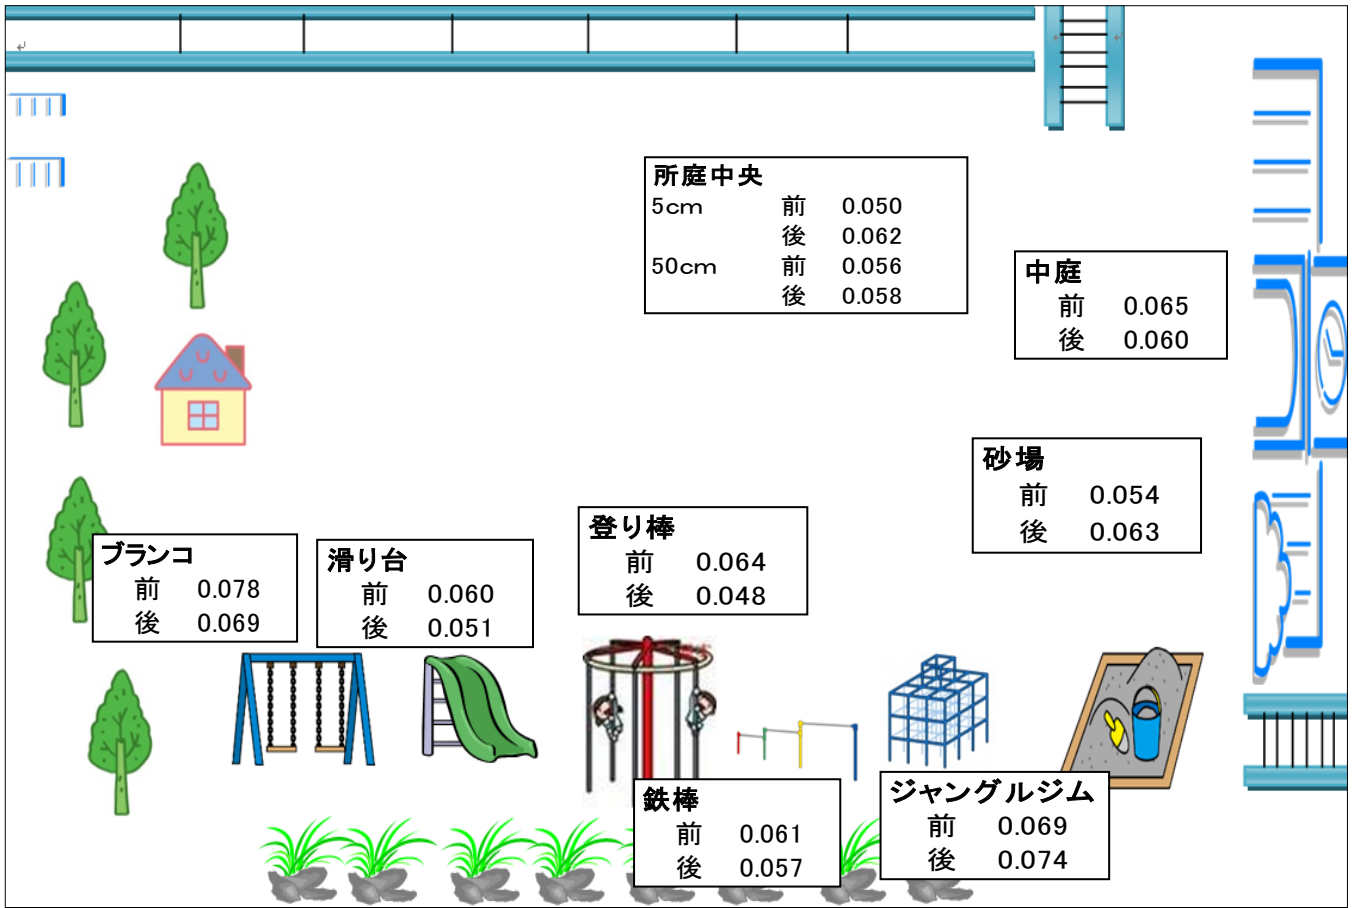 所庭中央
5cm 前 0.050
後 0.062
50cm 前 0.056
後 0.058
中庭
前 0.065
後 0.060
砂場
前 0.054
後 0.063
登り棒
前 0.064
後 0.048
ブランコ
前 0.078
後 0.069
滑り台
前 0.060
後 0.051
鉄棒
前 0.061
後 0.057
ジャングルジム
前 0.069
後 0.074